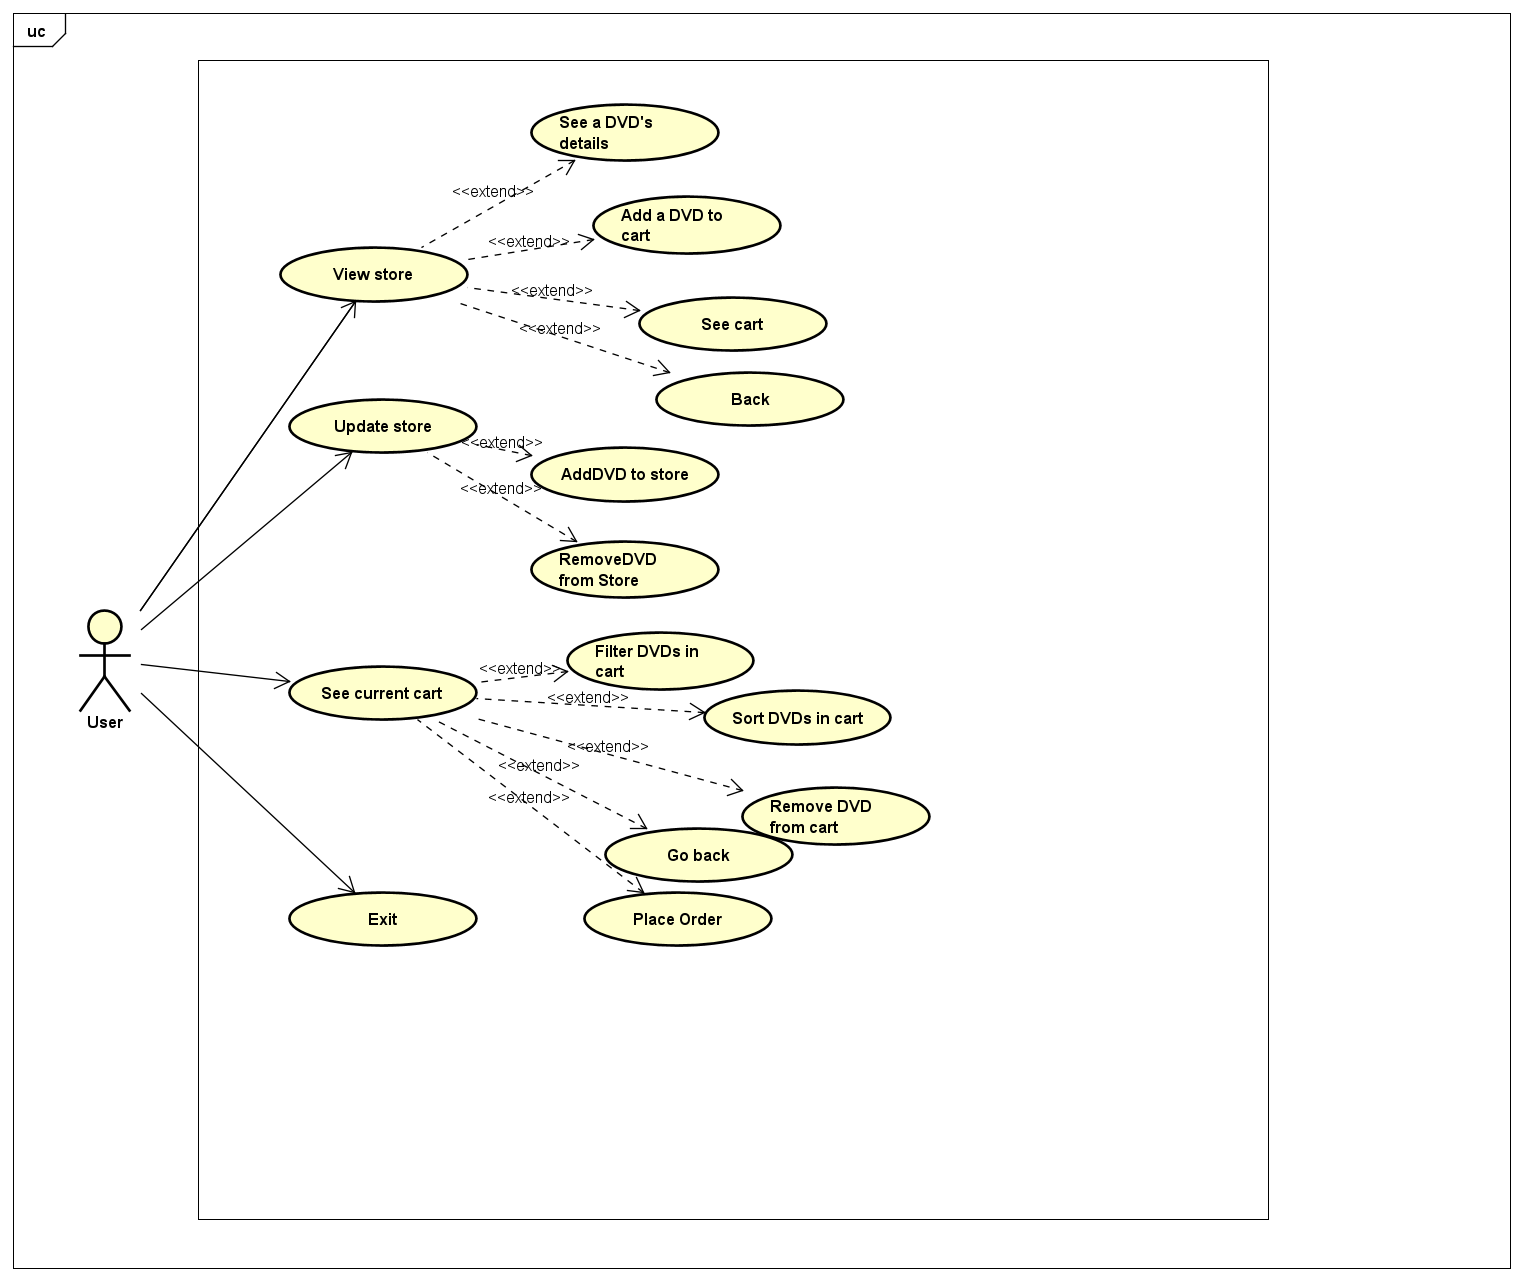 uc
See a DVD's
details
<<extend>>
Add a DVD to
cart
<<extend>>
View store
<<extend>>
See cart
<<extend>>
Back
Update store
<<extend>>
AddDVD to store
<<extend>>
RemoveDVD
from Store
Filter DVDs in
cart
<<extend>>
See current cart
<<extend>>
Sort DVDs in cart
<<extend>>
<<extend>>
<<extend>>
Remove DVD
from cart
Go back
Place Order
Exit
User